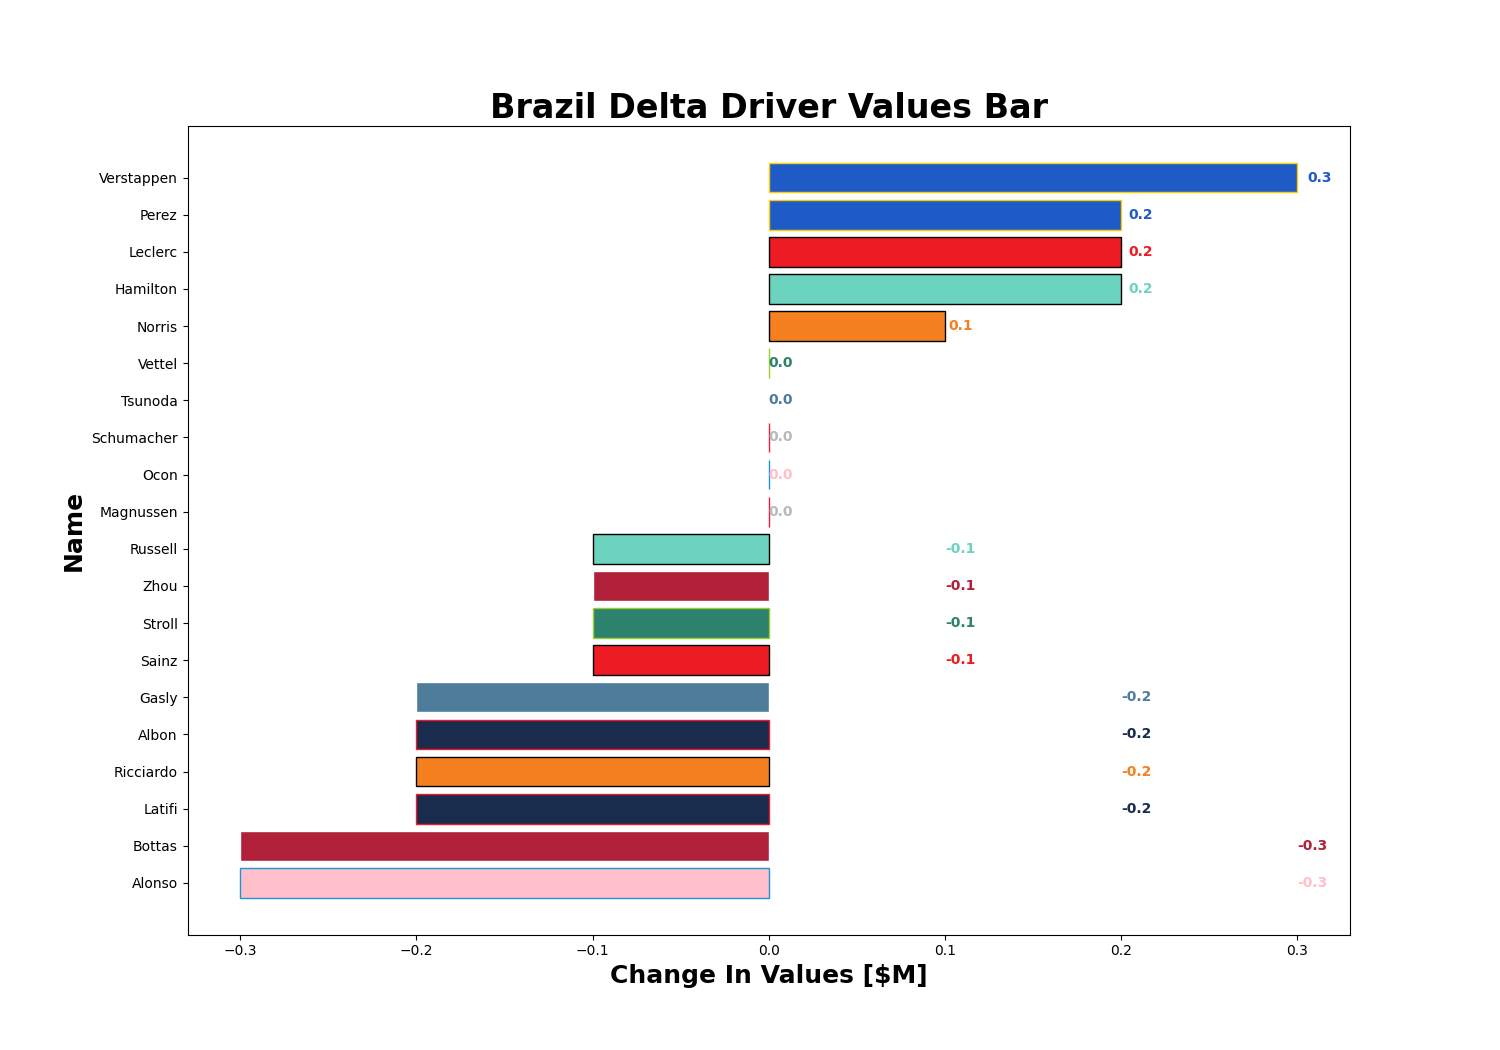 Brazil Delta Driver Values Bar
Verstappen 0.3
Perez 0.2
Leclerc 0.2
Hamilton 0.2
Norris 0.1
Vettel 0.0
Tsunoda 0.0
Schumacher 0.0
Ocon 0.0
Magnussen 0.0
Russell -0.1
Zhou -0.1
Stroll -0.1
Sainz -0.1
Gasly -0.2
Albon -0.2
Ricciardo -0.2
Latifi -0.2
Bottas -0.3
Alonso -0.3
Name
−0.3 −0.2 −0.1 0.0 0.1 0.2 0.3
Change In Values [$M]